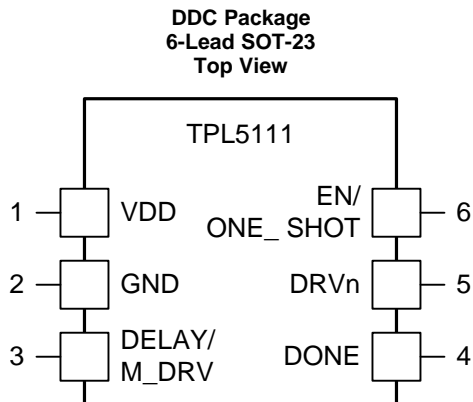 DDC Package
6-Lead SOT-23
Top View
TPL5111
1
VDD
EN/
ONE_ SHOT
6
2
GND
DRVn
5
3
DELAY/
M_DRV
DONE
4